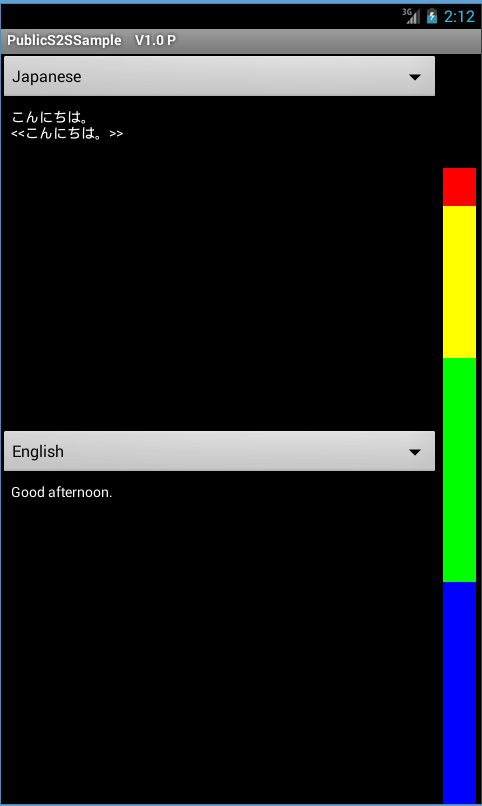 3G 2:12
PublicS2SSample V1.0 P
Japanese
こんにちは。
<<こんにちは。>>
English
Good afternoon.